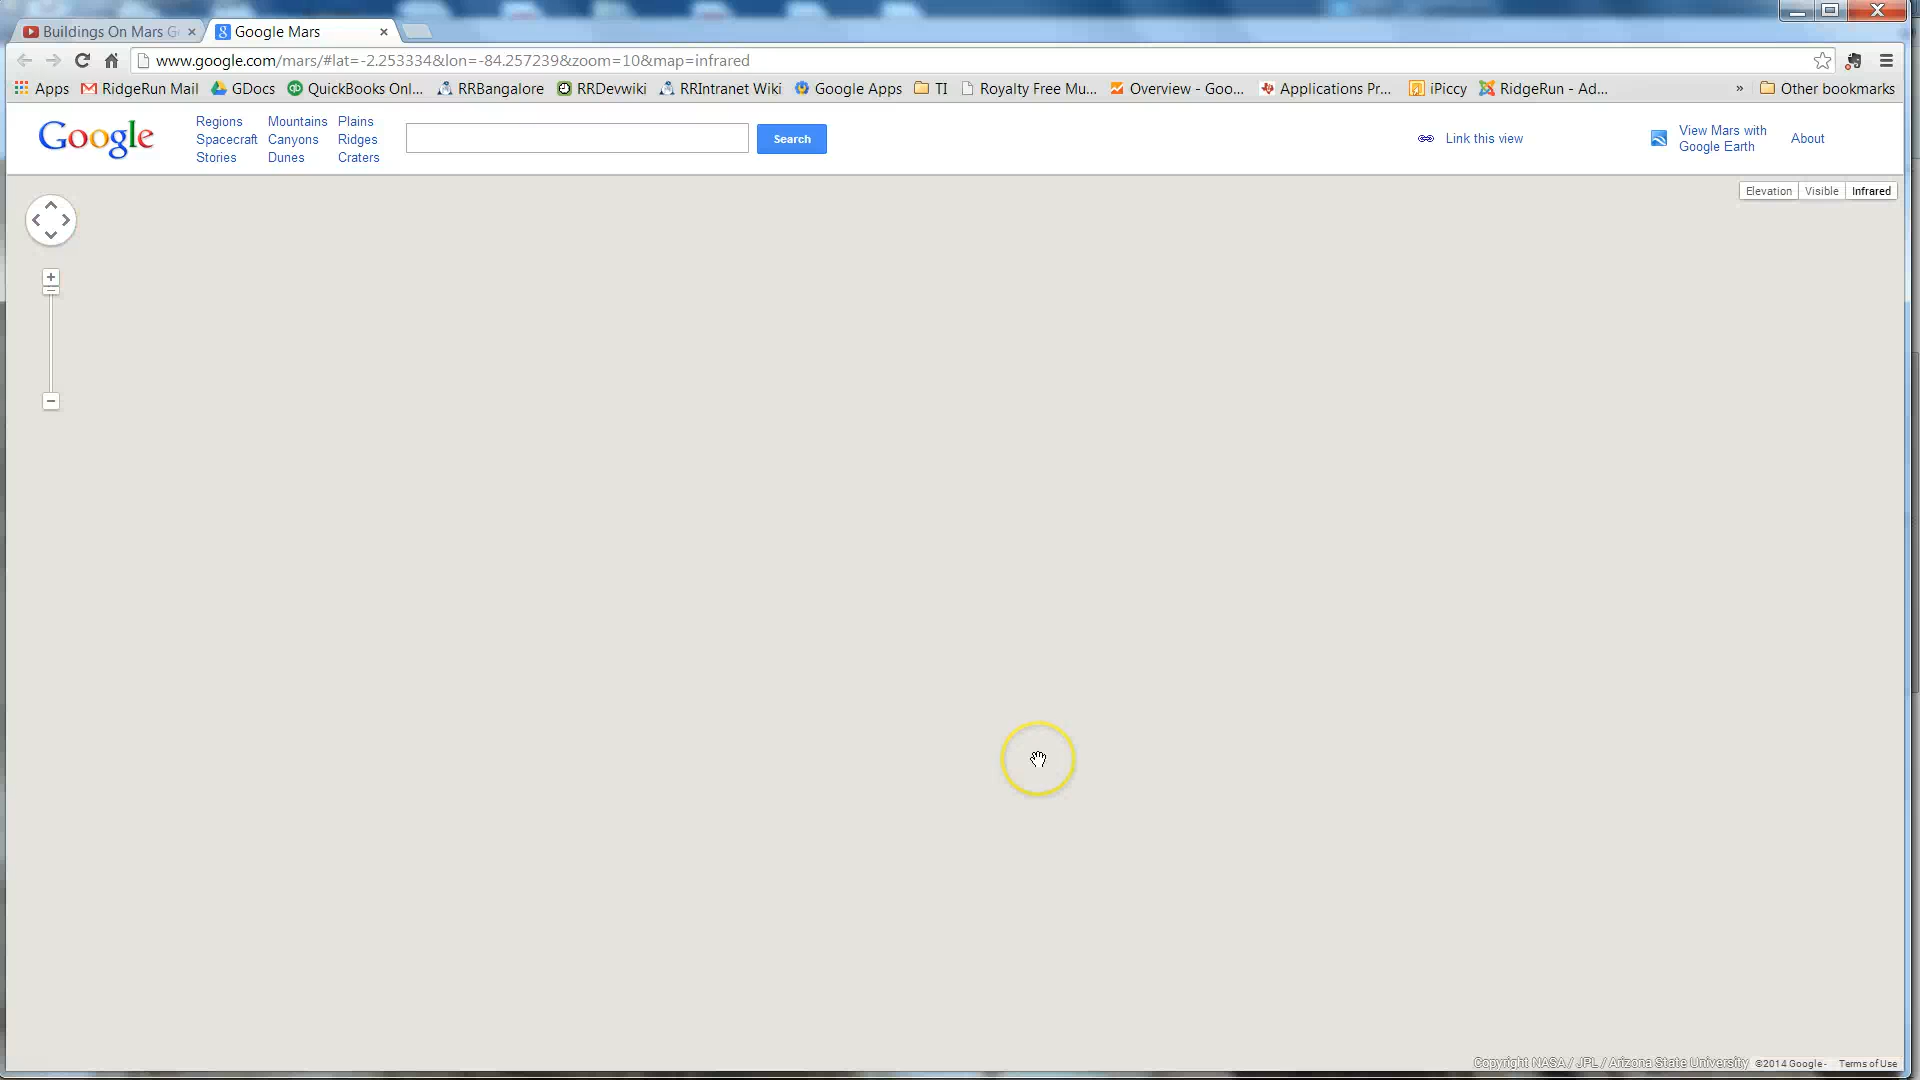 Buildings On Mars G
Google Mars
www.google.com/mars/#lat=-2.253334&lon=-84.257239&zoom=10&map=infrared
Apps RidgeRun Mail GDocs QuickBooks Onl... RRBangalore RRDevwiki RRIntranet Wiki Google Apps TI Royalty Free Mu... Overview - Goo... Applications Pr... iPiccy RidgeRun - Ad... » Other bookmarks
Google
Regions Mountains Plains
Spacecraft Canyons Ridges
Stories Dunes Craters
Search
Link this view
View Mars with
Google Earth
About
Elevation Visible Infrared
Copyright NASA / JPL / Arizona State University ©2014 Google - Terms of Use